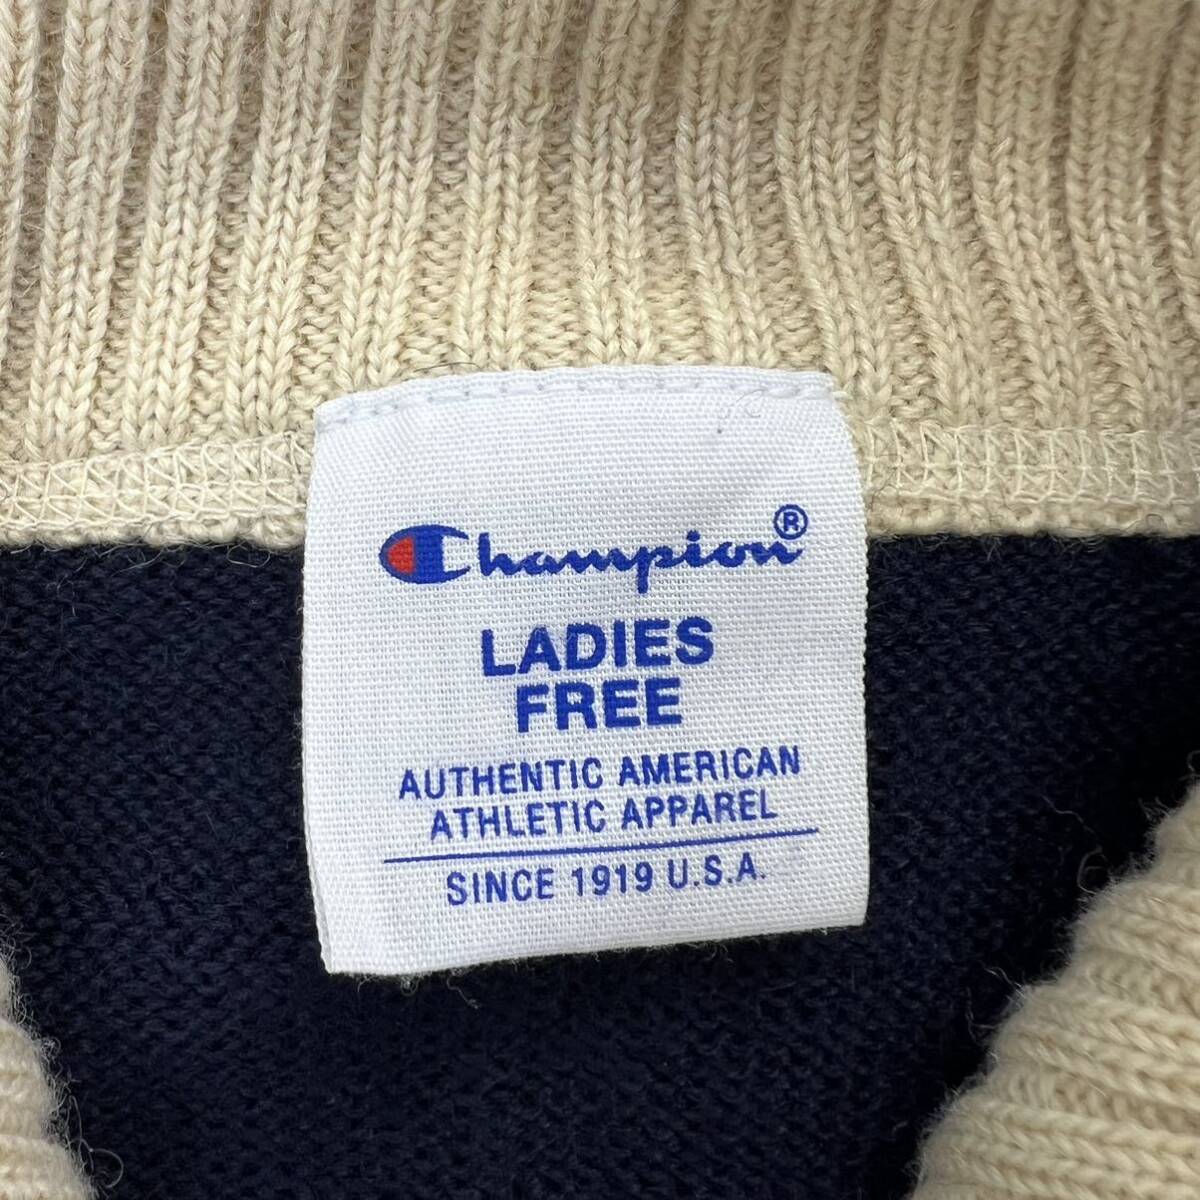 Champion®
LADIES
FREE
AUTHENTIC AMERICAN
ATHLETIC APPAREL
SINCE 1919 U.S.A.